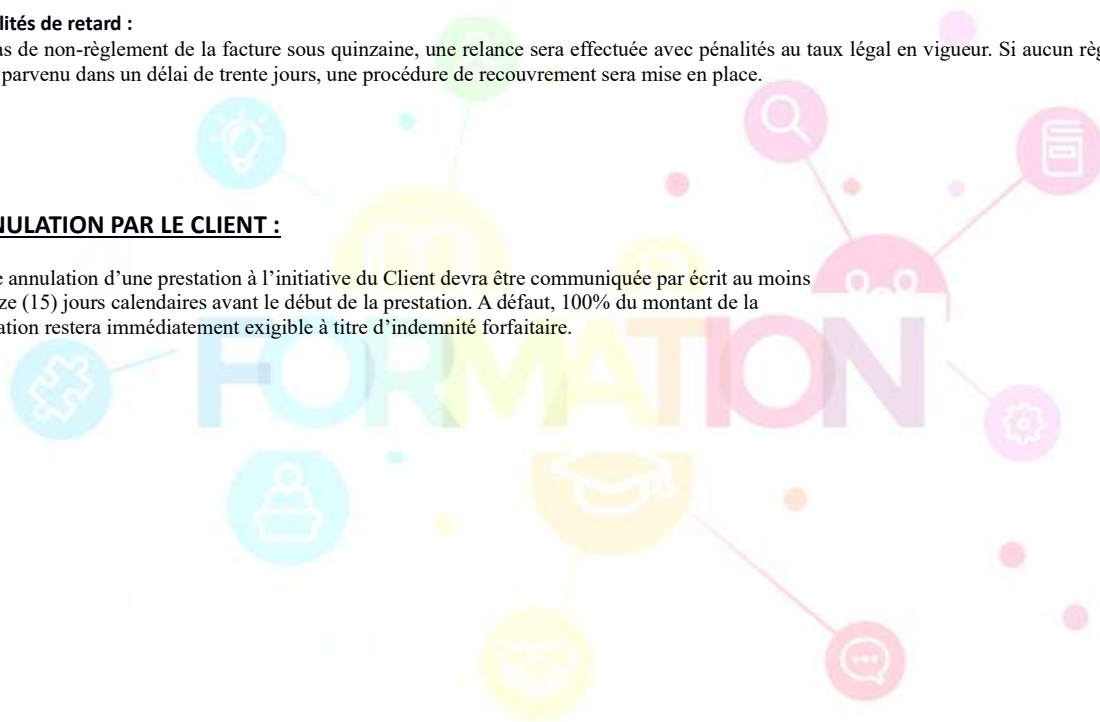 lités de retard :
as de non-règlement de la facture sous quinzaine, une relance sera effectuée avec pénalités au taux légal en vigueur. Si aucun règ
parvenu dans un délai de trente jours, une procédure de recouvrement sera mise en place.
NULATION PAR LE CLIENT :
e annulation d’une prestation à l’initiative du Client devra être communiquée par écrit au moins
ze (15) jours calendaires avant le début de la prestation. A défaut, 100% du montant de la
ation restera immédiatement exigible à titre d’indemnité forfaitaire.
FORMATION